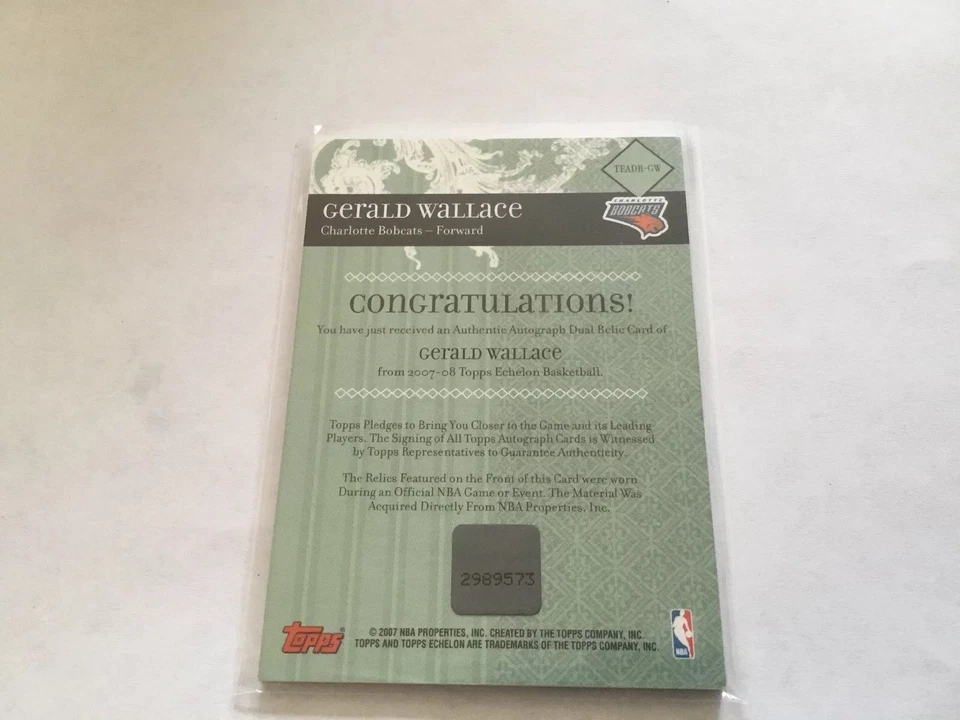 TEADR-GW
Gerald Wallace
CHARLOTTE
BOBCATS
Charlotte Bobcats – Forward
Congratulations!
You have just received an Authentic Autograph Dual Relic Card of
Gerald Wallace
from 2007-08 Topps Echelon Basketball.
Topps Pledges to Bring You Closer to the Game and its Leading
Players. The Signing of All Topps Autograph Cards is Witnessed
by Topps Representatives to Guarantee Authenticity.
The Relics Featured on the Front of this Card were worn
During an Official NBA Game or Event. The Material Was
Acquired Directly From NBA Properties, Inc.
2989573
topps
© 2007 NBA PROPERTIES, INC. CREATED BY THE TOPPS COMPANY, INC.
TOPPS AND TOPPS ECHELON ARE TRADEMARKS OF THE TOPPS COMPANY, INC.
NBA